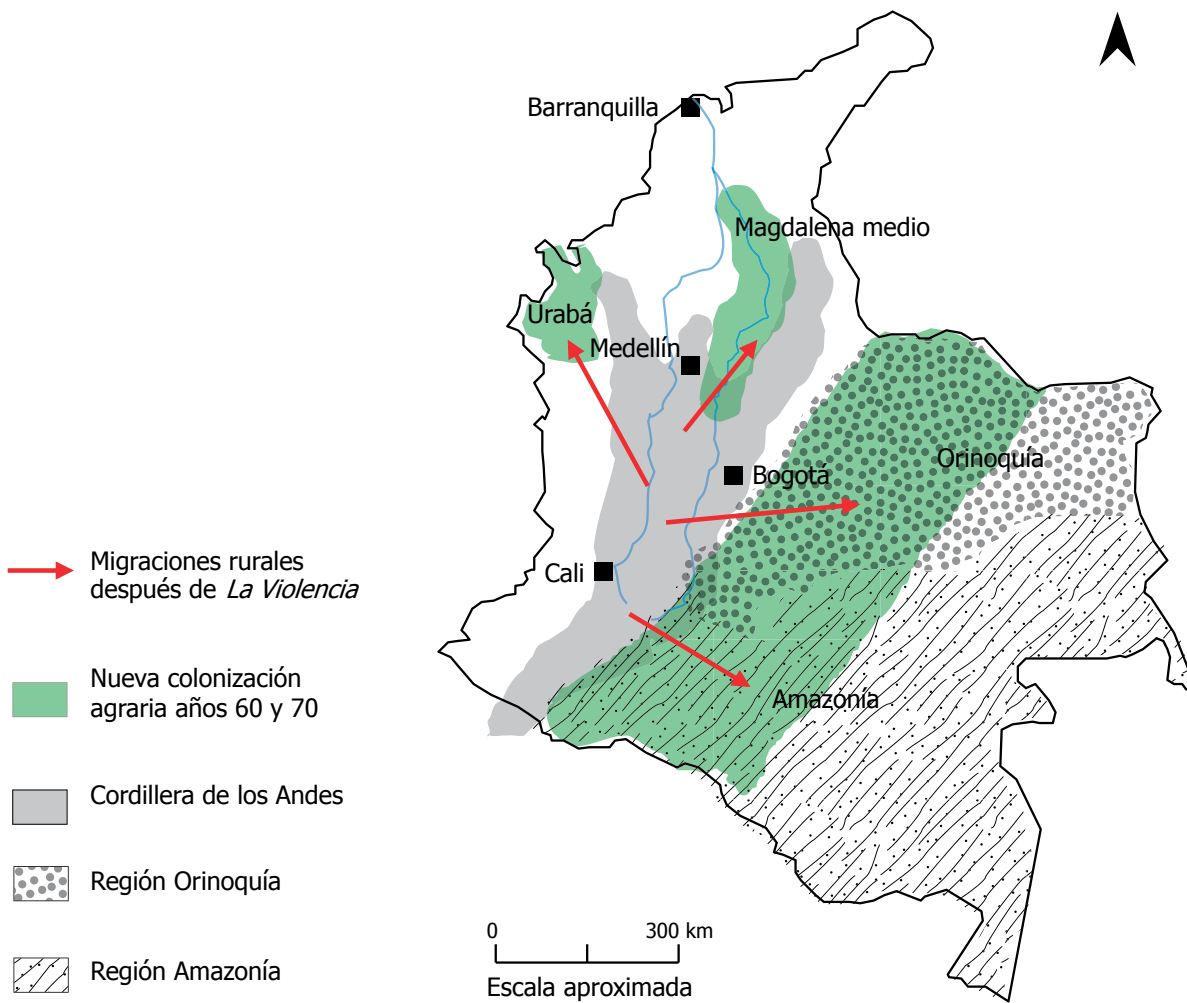 Barranquilla
Magdalena medio
Urabá
Medellín
Orinoquía
Bogotá
Cali
Amazonía
Migraciones rurales
después de La Violencia
Nueva colonización
agraria años 60 y 70
Cordillera de los Andes
Región Orinoquía
Región Amazonía
0 300 km
Escala aproximada